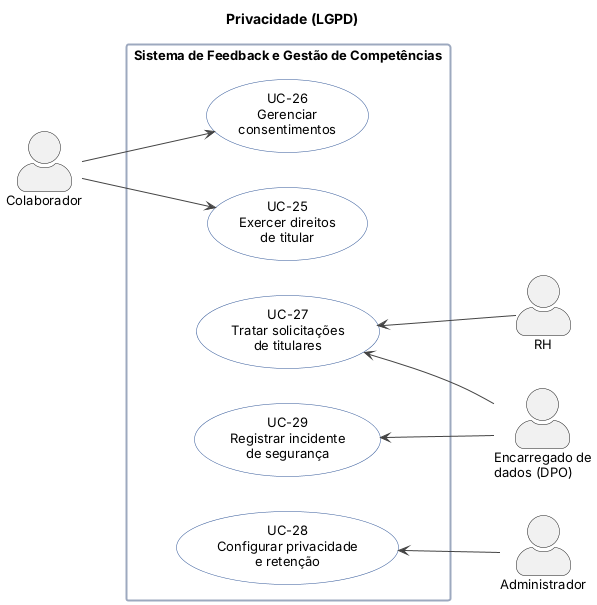 Privacidade (LGPD)
Sistema de Feedback e Gestão de Competências
UC-26
Gerenciar
consentimentos
Colaborador
UC-25
Exercer direitos
de titular
UC-27
Tratar solicitações
de titulares
RH
UC-29
Registrar incidente
de segurança
Encarregado de
dados (DPO)
UC-28
Configurar privacidade
e retenção
Administrador